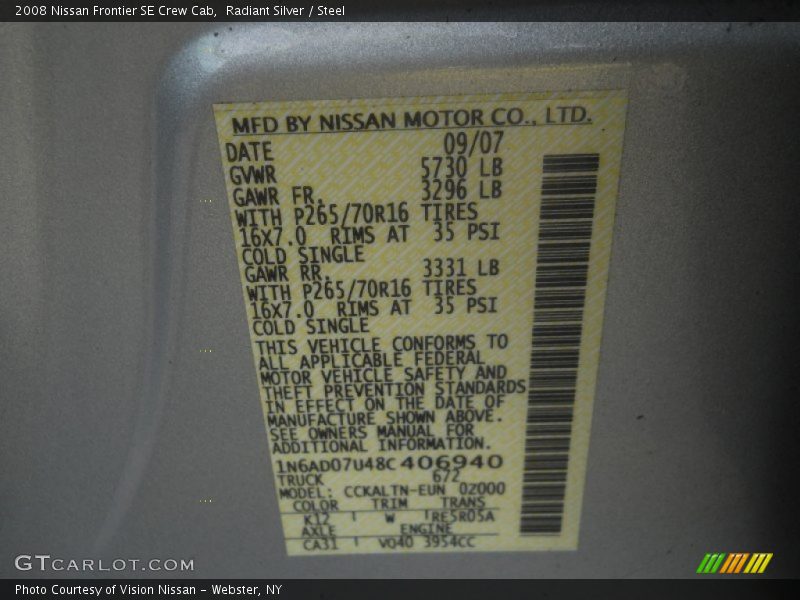 2008 Nissan Frontier SE Crew Cab,  Radiant Silver / Steel
MFD BY NISSAN MOTOR CO., LTD.
DATE 09/07
GVWR 5730 LB
GAWR FR. 3296 LB
WITH P265/70R16 TIRES
16X7.0 RIMS AT 35 PSI
COLD SINGLE
GAWR RR. 3331 LB
WITH P265/70R16 TIRES
16X7.0 RIMS AT 35 PSI
COLD SINGLE
THIS VEHICLE CONFORMS TO
ALL APPLICABLE FEDERAL
MOTOR VEHICLE SAFETY AND
THEFT PREVENTION STANDARDS
IN EFFECT ON THE DATE OF
MANUFACTURE SHOWN ABOVE.
SEE OWNERS MANUAL FOR
ADDITIONAL INFORMATION.
1N6AD07U48C406940
TRUCK 672
MODEL: CCKALTN-EUN 02000
COLOR TRIM TRANS
K12 W RE5R05A
AXLE ENGINE
CA31 VQ40 3954CC
GTCARLOT.COM
Photo Courtesy of Vision Nissan - Webster, NY